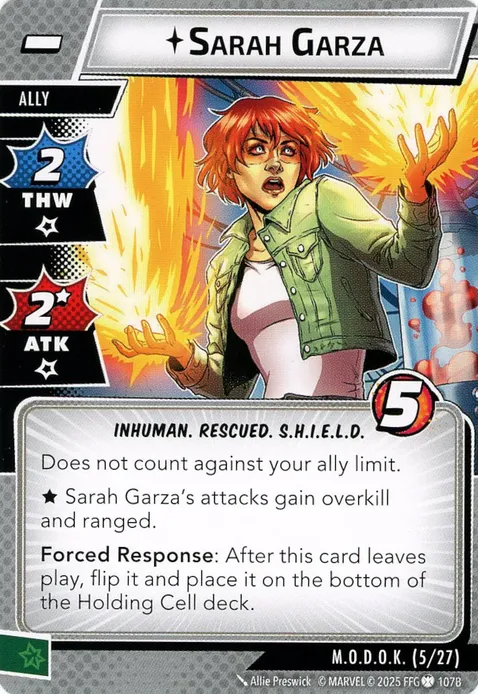 SARAH GARZA
ALLY
2
THW
2
ATK
5
INHUMAN. RESCUED. S.H.I.E.L.D.
Does not count against your ally limit.
★ Sarah Garza's attacks gain overkill
and ranged.
Forced Response: After this card leaves
play, flip it and place it on the bottom of
the Holding Cell deck.
M.O.D.O.K. (5/27)
Allie Preswick © MARVEL © 2025 FFG 107B